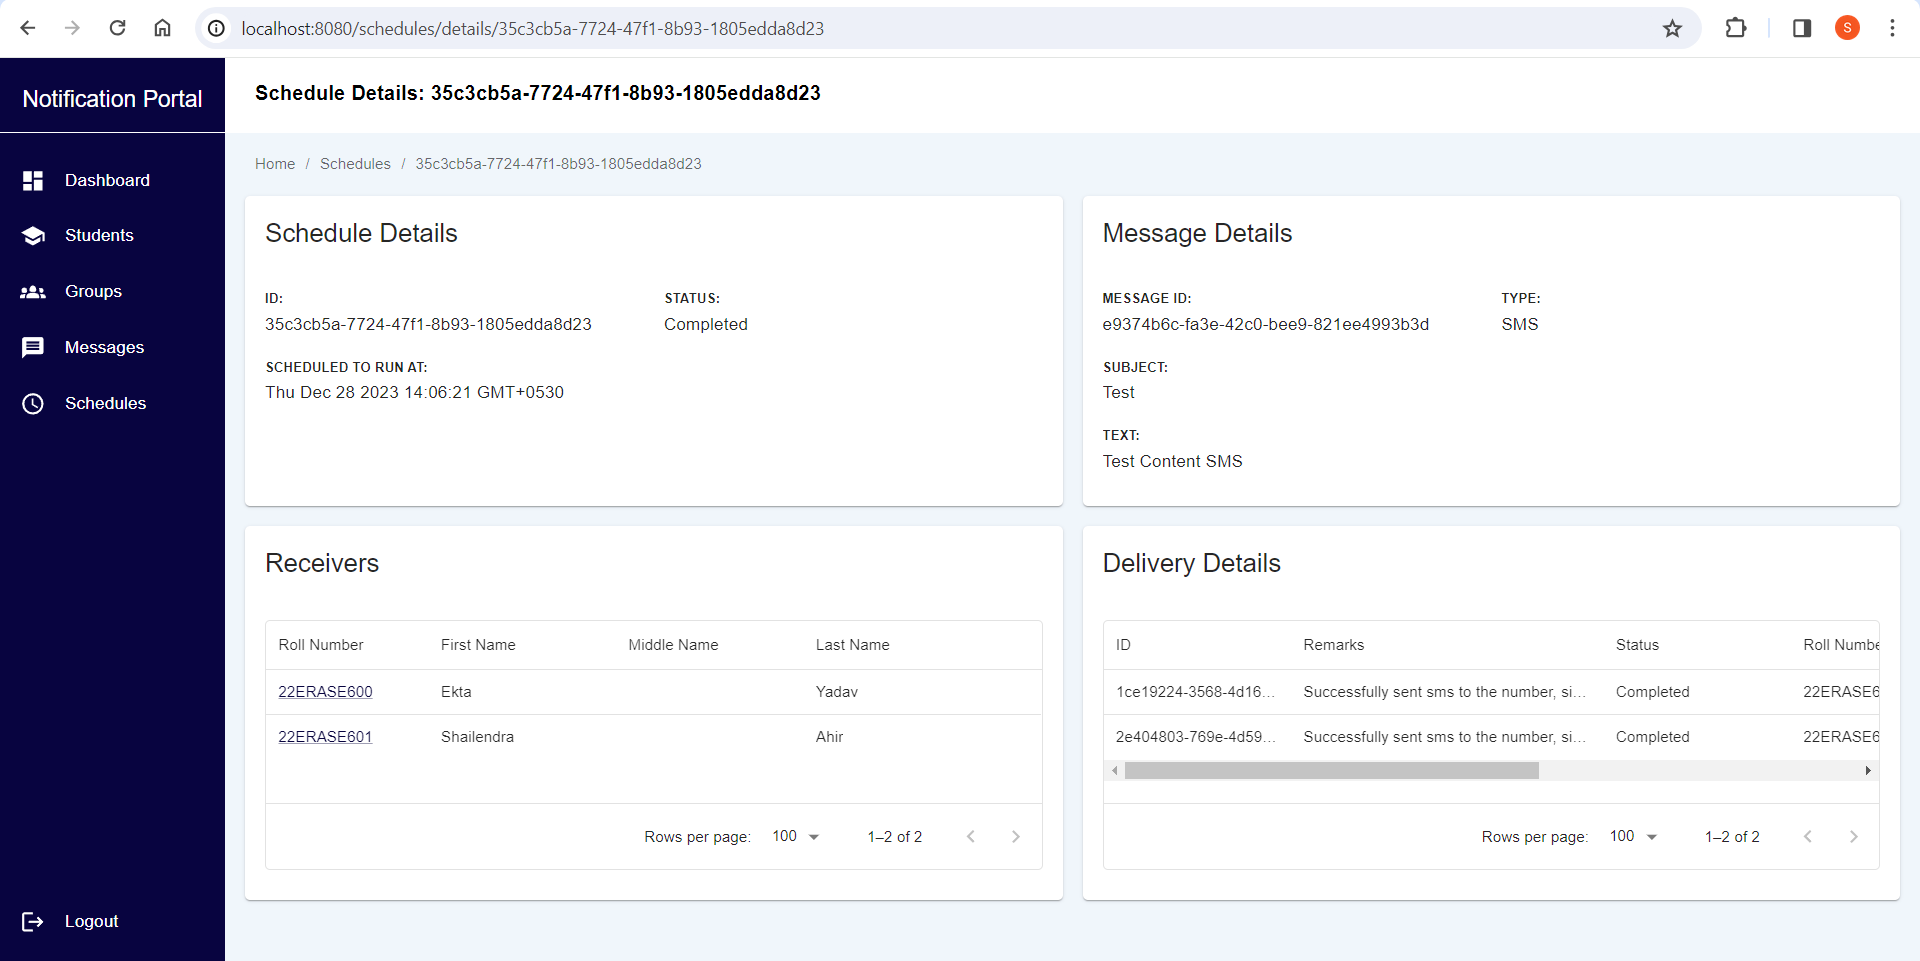 localhost:8080/schedules/details/35c3cb5a-7724-47f1-8b93-1805edda8d23
S
Notification Portal
Schedule Details: 35c3cb5a-7724-47f1-8b93-1805edda8d23
Dashboard
Students
Groups
Messages
Schedules
Logout
Home / Schedules / 35c3cb5a-7724-47f1-8b93-1805edda8d23
Schedule Details
ID:
35c3cb5a-7724-47f1-8b93-1805edda8d23
STATUS:
Completed
SCHEDULED TO RUN AT:
Thu Dec 28 2023 14:06:21 GMT+0530
Message Details
MESSAGE ID:
e9374b6c-fa3e-42c0-bee9-821ee4993b3d
TYPE:
SMS
SUBJECT:
Test
TEXT:
Test Content SMS
Receivers
Roll Number First Name Middle Name Last Name
22ERASE600 Ekta Yadav
22ERASE601 Shailendra Ahir
Rows per page: 100 1–2 of 2
Delivery Details
ID Remarks Status Roll Numbe
1ce19224-3568-4d16... Successfully sent sms to the number, si... Completed 22ERASE6
2e404803-769e-4d59... Successfully sent sms to the number, si... Completed 22ERASE6
Rows per page: 100 1–2 of 2